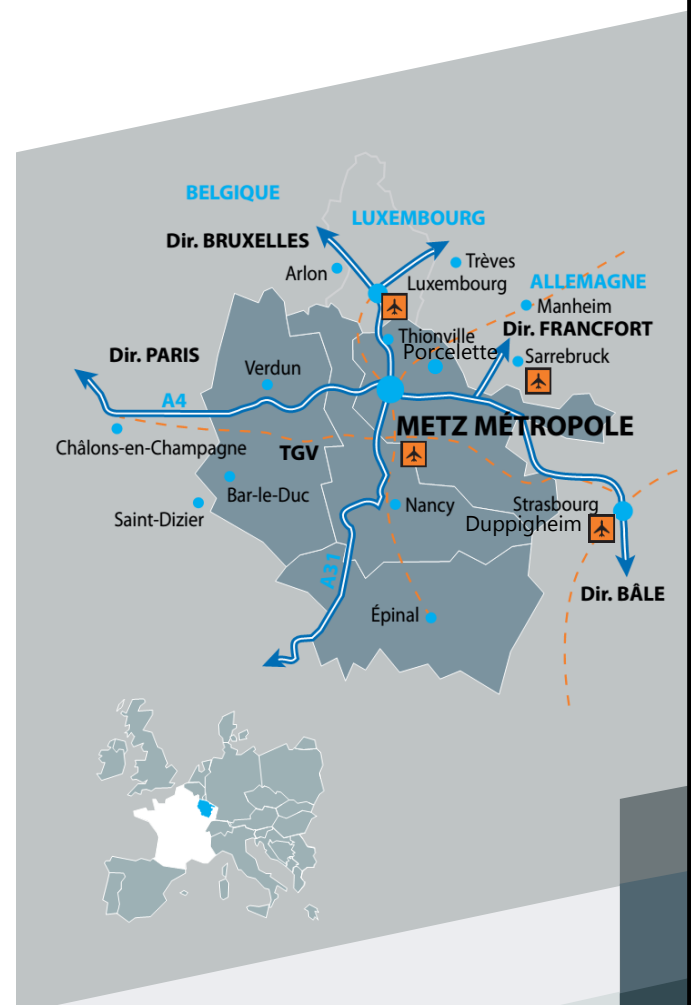 BELGIQUE
LUXEMBOURG
Dir. BRUXELLES
Trèves
Arlon
Luxembourg
ALLEMAGNE
Manheim
Dir. FRANCFORT
Thionville
Porcelette
Sarrebruck
Dir. PARIS
Verdun
A4
METZ MÉTROPOLE
Châlons-en-Champagne
TGV
Bar-le-Duc
Nancy
Strasbourg
Saint-Dizier
Duppigheim
A31
Dir. BÂLE
Épinal